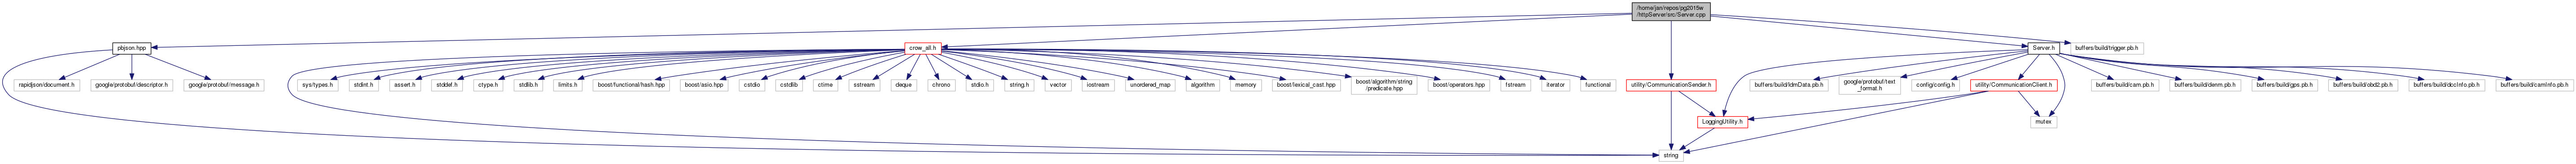 /home/jan/repos/pg2015w
/httpServer/src/Server.cpp
pbjson.hpp
crow_all.h
Server.h
buffers/build/trigger.pb.h
rapidjson/document.h
google/protobuf/descriptor.h
google/protobuf/message.h
sys/types.h
stdint.h
assert.h
stddef.h
ctype.h
stdlib.h
limits.h
boost/functional/hash.hpp
boost/asio.hpp
cstdio
cstdlib
ctime
sstream
deque
chrono
stdio.h
string.h
vector
iostream
unordered_map
algorithm
memory
boost/lexical_cast.hpp
boost/algorithm/string
/predicate.hpp
boost/operators.hpp
fstream
iterator
functional
utility/CommunicationSender.h
buffers/build/ldmData.pb.h
google/protobuf/text
_format.h
config/config.h
utility/CommunicationClient.h
buffers/build/cam.pb.h
buffers/build/denm.pb.h
buffers/build/gps.pb.h
buffers/build/obd2.pb.h
buffers/build/dccInfo.pb.h
buffers/build/camInfo.pb.h
LoggingUtility.h
mutex
string